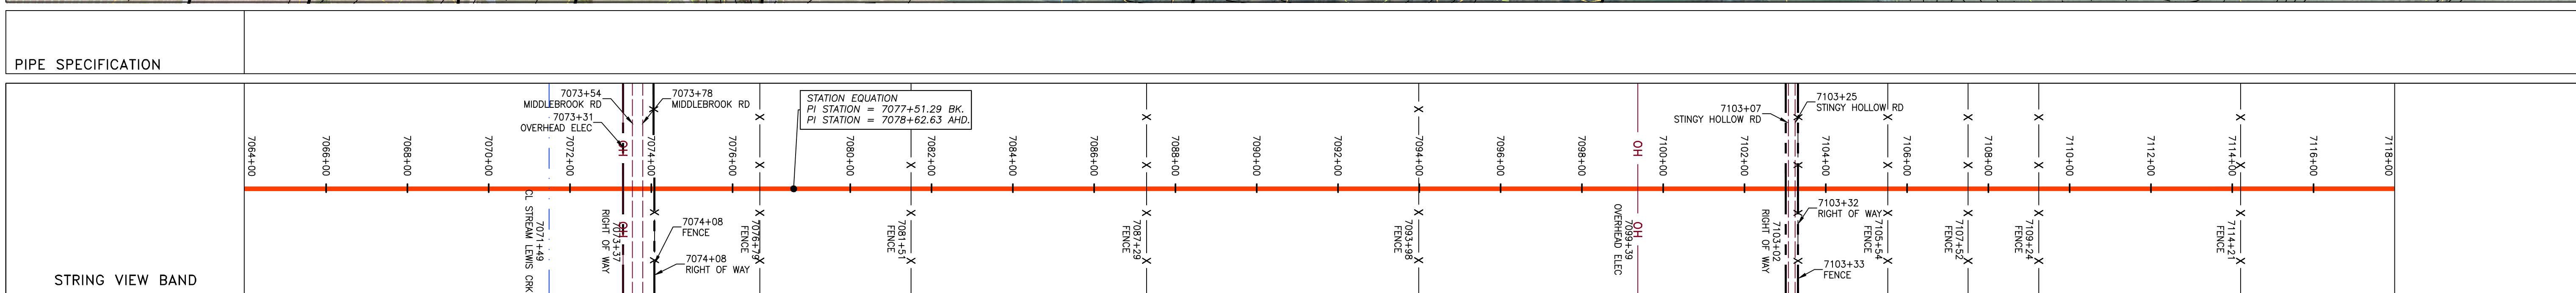 PIPE SPECIFICATION
STRING VIEW BAND
7064+00
7066+00
7068+00
7070+00
7072+00
7074+00
7076+00
7080+00
7082+00
7084+00
7086+00
7088+00
7090+00
7092+00
7094+00
7096+00
7098+00
7100+00
7102+00
7104+00
7106+00
7108+00
7110+00
7112+00
7114+00
7116+00
7118+00
7071+49
CL STREAM LEWIS CRK
7073+54
MIDDLEBROOK RD
7073+31
OVERHEAD ELEC
OH
OH
7073+37
RIGHT OF WAY
7073+78
MIDDLEBROOK RD
7074+08
FENCE
7074+08
RIGHT OF WAY
7076+79
FENCE
STATION EQUATION
PI STATION = 7077+51.29 BK.
PI STATION = 7078+62.63 AHD.
7081+51
FENCE
7087+29
FENCE
7093+98
FENCE
OH
OH
7099+39
OVERHEAD ELEC
7103+07
STINGY HOLLOW RD
7103+02
RIGHT OF WAY
7103+25
STINGY HOLLOW RD
7103+32
RIGHT OF WAY
7103+33
FENCE
7105+54
FENCE
7107+52
FENCE
7109+24
FENCE
7114+21
FENCE